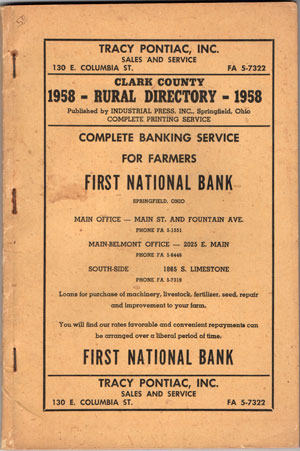 TRACY PONTIAC, INC.
SALES AND SERVICE
130 E. COLUMBIA ST. FA 5-7322
CLARK COUNTY
1958 - RURAL DIRECTORY - 1958
Published by INDUSTRIAL PRESS, INC., Springfield, Ohio
COMPLETE PRINTING SERVICE
COMPLETE BANKING SERVICE
FOR FARMERS
FIRST NATIONAL BANK
SPRINGFIELD, OHIO
MAIN OFFICE — MAIN ST. AND FOUNTAIN AVE.
PHONE FA 5-1551
MAIN-BELMONT OFFICE — 2025 E. MAIN
PHONE FA 5-6446
SOUTH-SIDE 1865 S. LIMESTONE
PHONE FA 5-7319
Loans for purchase of machinery, livestock, fertilizer, seed, repair
and improvement to your farm.
You will find our rates favorable and convenient repayments can
be arranged over a liberal period of time.
FIRST NATIONAL BANK
TRACY PONTIAC, INC.
SALES AND SERVICE
130 E. COLUMBIA ST. FA 5-7322